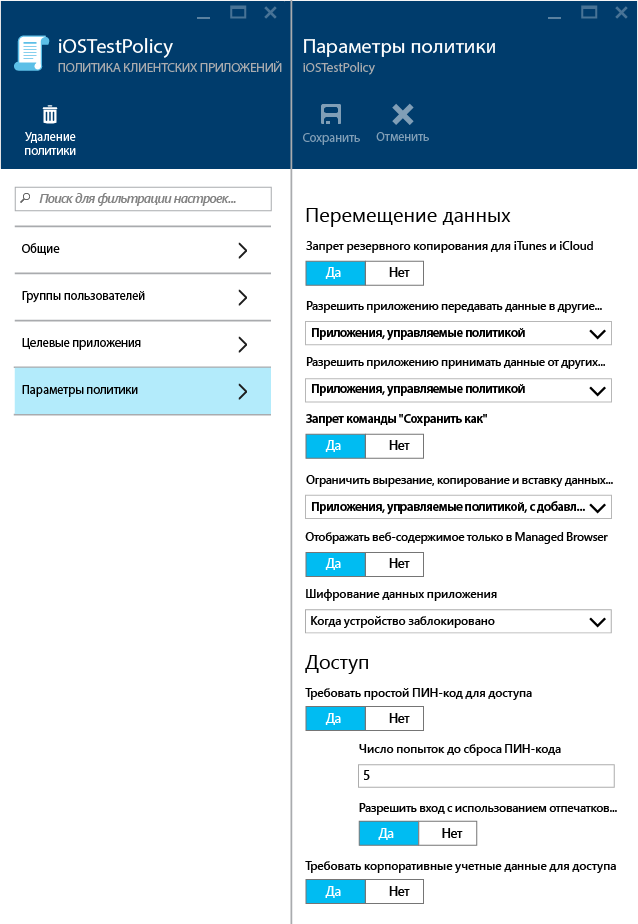 iOSTestPolicy
ПОЛИТИКА КЛИЕНТСКИХ ПРИЛОЖЕНИЙ
Удаление
политики
Поиск для фильтрации настроек...
Общие
Группы пользователей
Целевые приложения
Параметры политики
Параметры политики
iOSTestPolicy
Сохранить
Отменить
Перемещение данных
Запрет резервного копирования для iTunes и iCloud
Да Нет
Разрешить приложению передавать данные в другие...
Приложения, управляемые политикой
Разрешить приложению принимать данные от других...
Приложения, управляемые политикой
Запрет команды "Сохранить как"
Да Нет
Ограничить вырезание, копирование и вставку данных...
Приложения, управляемые политикой, с добавл...
Отображать веб-содержимое только в Managed Browser
Да Нет
Шифрование данных приложения
Когда устройство заблокировано
Доступ
Требовать простой ПИН-код для доступа
Да Нет
Число попыток до сброса ПИН-кода
5
Разрешить вход с использованием отпечатков...
Да Нет
Требовать корпоративные учетные данные для доступа
Да Нет